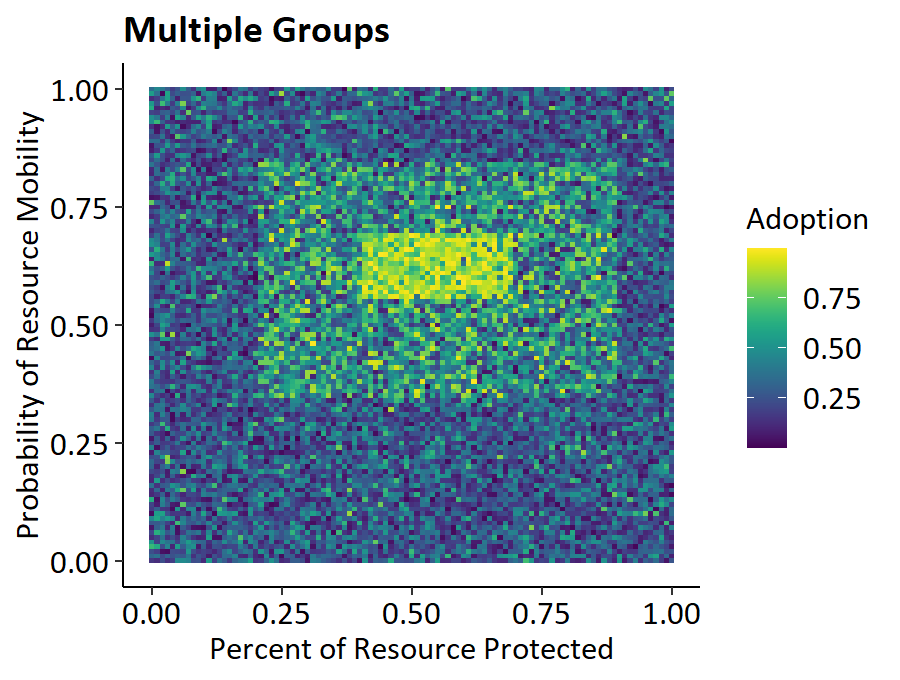 Multiple Groups
Probability of Resource Mobility
1.00
0.75
0.50
0.25
0.00
0.00 0.25 0.50 0.75 1.00
Percent of Resource Protected
Adoption
0.75
0.50
0.25